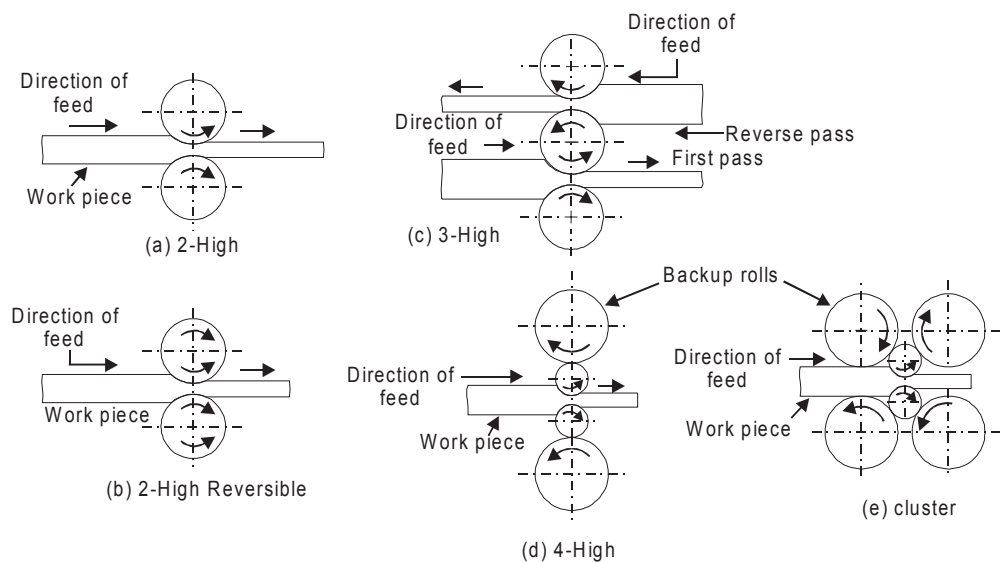 Direction of
feed
Work piece
(a) 2-High
Direction of
feed
Direction of
feed
Reverse pass
First pass
(c) 3-High
Direction of
feed
Work piece
(b) 2-High Reversible
Backup rolls
Direction of
feed
Work piece
(d) 4-High
Direction of
feed
Work piece
(e) cluster